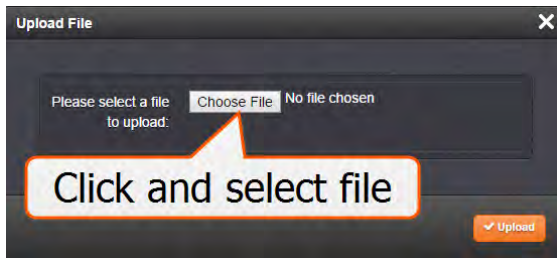 Upload File
Please select a file
to upload:
Choose File No file chosen
Click and select file
Upload